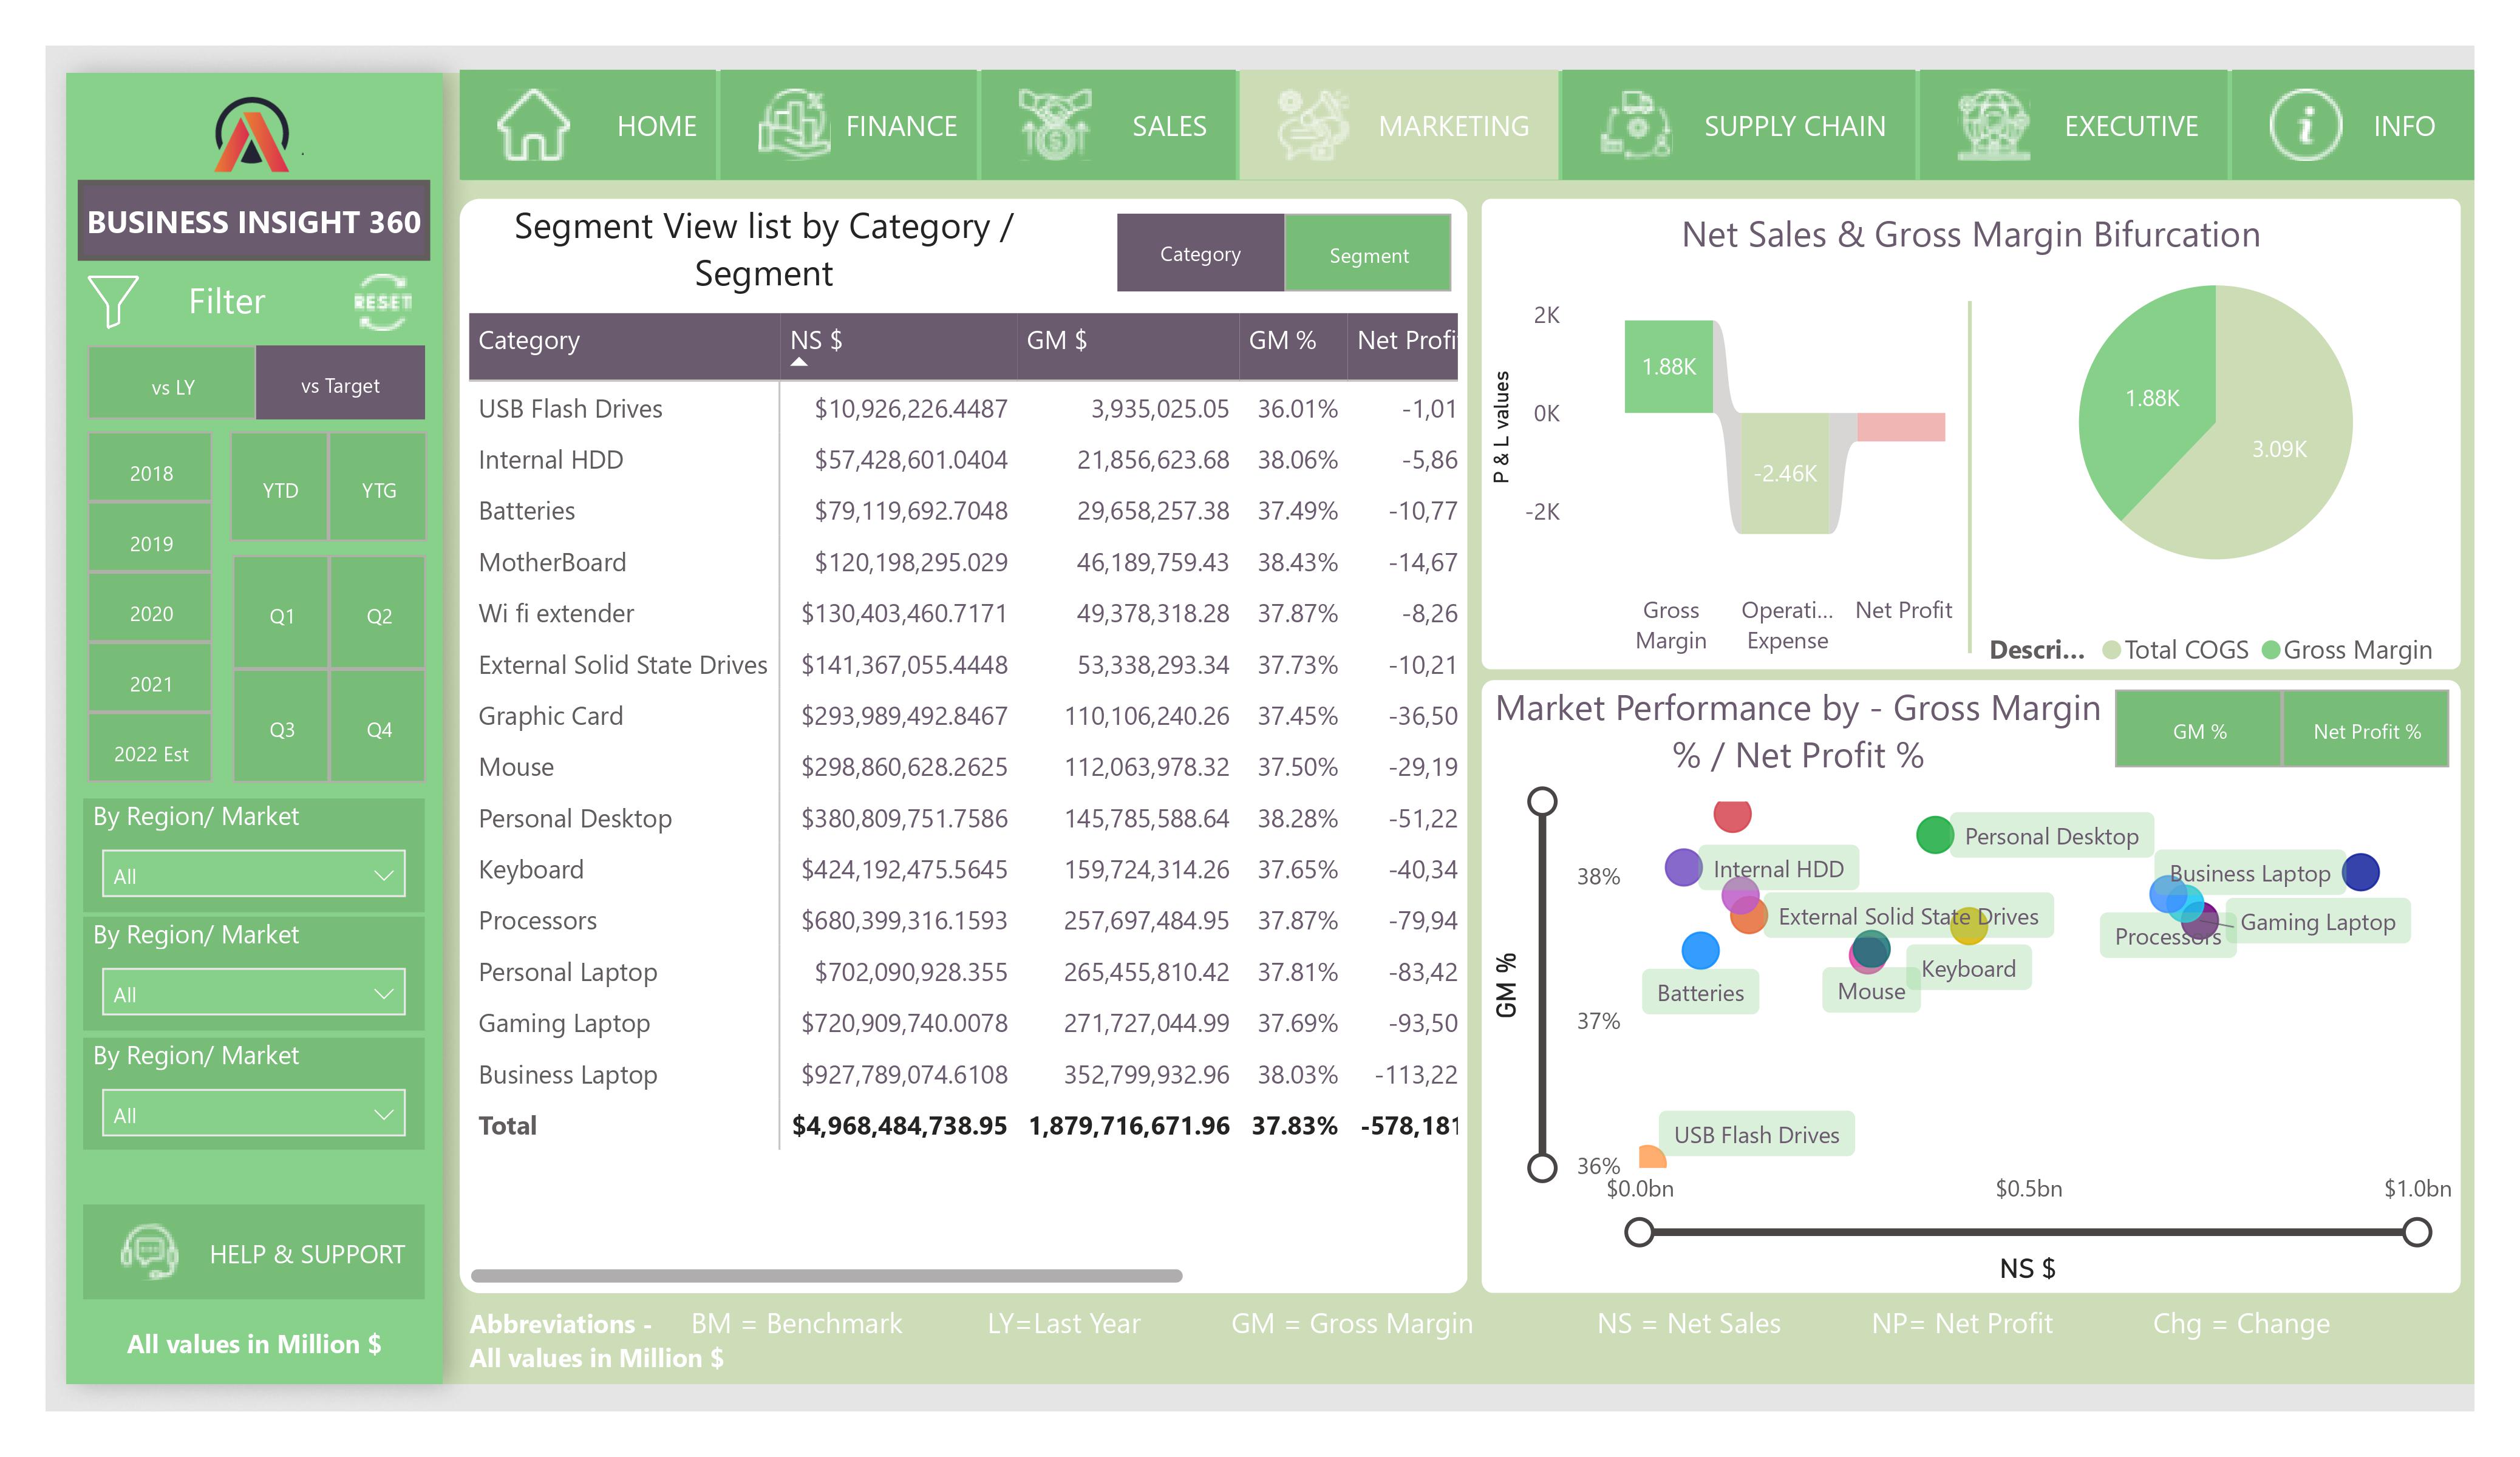 HOME
FINANCE
SALES
MARKETING
SUPPLY CHAIN
EXECUTIVE
INFO
BUSINESS INSIGHT 360
Filter
RESET
vs LY
vs Target
2018
2019
2020
2021
2022 Est
YTD
YTG
Q1
Q2
Q3
Q4
By Region/ Market
All
By Region/ Market
All
By Region/ Market
All
HELP & SUPPORT
All values in Million $
Segment View list by Category /
Segment
Category
Segment
Category NS $ GM $ GM % Net Profi
USB Flash Drives $10,926,226.4487 3,935,025.05 36.01% -1,01
Internal HDD $57,428,601.0404 21,856,623.68 38.06% -5,86
Batteries $79,119,692.7048 29,658,257.38 37.49% -10,77
MotherBoard $120,198,295.029 46,189,759.43 38.43% -14,67
Wi fi extender $130,403,460.7171 49,378,318.28 37.87% -8,26
External Solid State Drives $141,367,055.4448 53,338,293.34 37.73% -10,21
Graphic Card $293,989,492.8467 110,106,240.26 37.45% -36,50
Mouse $298,860,628.2625 112,063,978.32 37.50% -29,19
Personal Desktop $380,809,751.7586 145,785,588.64 38.28% -51,22
Keyboard $424,192,475.5645 159,724,314.26 37.65% -40,34
Processors $680,399,316.1593 257,697,484.95 37.87% -79,94
Personal Laptop $702,090,928.355 265,455,810.42 37.81% -83,42
Gaming Laptop $720,909,740.0078 271,727,044.99 37.69% -93,50
Business Laptop $927,789,074.6108 352,799,932.96 38.03% -113,22
Total $4,968,484,738.95 1,879,716,671.96 37.83% -578,181
Net Sales & Gross Margin Bifurcation
P & L values
2K
0K
-2K
1.88K
-2.46K
Gross
Margin
Operati...
Expense
Net Profit
1.88K
3.09K
Descri...
Total COGS
Gross Margin
Market Performance by - Gross Margin
% / Net Profit %
GM %
Net Profit %
GM %
38%
37%
36%
Personal Desktop
Internal HDD
Business Laptop
External Solid State Drives
Gaming Laptop
Processors
Keyboard
Batteries
Mouse
USB Flash Drives
$0.0bn
$0.5bn
$1.0bn
NS $
Abbreviations - BM = Benchmark LY=Last Year GM = Gross Margin NS = Net Sales NP= Net Profit Chg = Change
All values in Million $